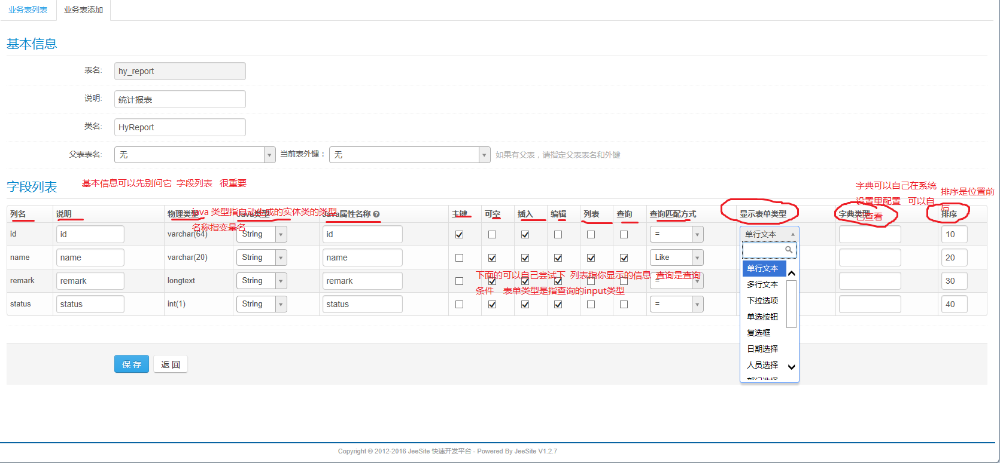 业务表列表 业务表添加
基本信息
表名: hy_report
说明: 统计报表
类名: HyReport
父表表名: 无 当前表外键： 无 如果有父表，请指定父表表名和外键
字段列表 基本信息可以先别问它 字段列表 很重要
字典可以自己在系统
设置里配置 可以自
己查看
排序是位置前
后
列名 说明 物理类型 Java类型 Java属性名称 主键 可空 插入 编辑 列表 查询 查询匹配方式 显示表单类型 字典类型 排序
java 类型指自动生成的实体类的类型
名称指变量名
id id varchar(64) String id = 单行文本 10
name name varchar(20) String name Like 20
remark remark longtext String remark = 30
下面的可以自己尝试下 列表指你显示的信息 查询是查询
条件 表单类型是指查询的input类型
status status int(1) String status = 40
单行文本
多行文本
下拉选项
单选按钮
复选框
日期选择
人员选择
部门选择
保 存 返 回
Copyright © 2012-2016 JeeSite 快速开发平台 - Powered By JeeSite V1.2.7